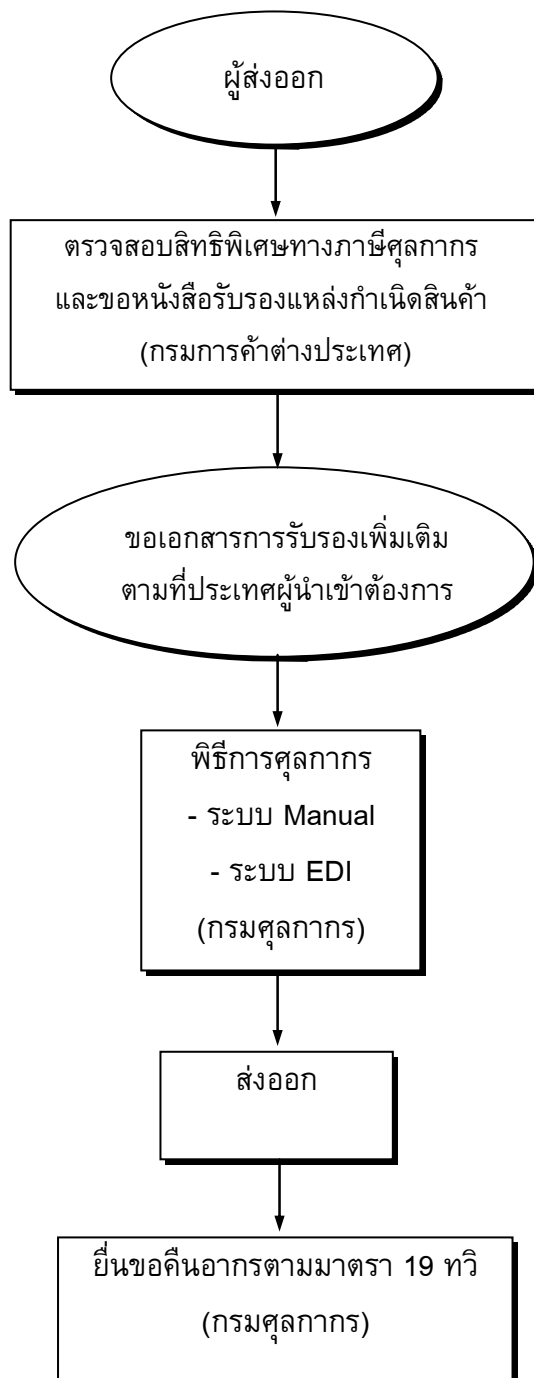 ผู้ส่งออก
ตรวจสอบสิทธิพิเศษทางภาษีศุลกากร
และขอหนังสือรับรองแหล่งกำเนิดสินค้า
(กรมการค้าต่างประเทศ)
ขอเอกสารการรับรองเพิ่มเติม
ตามที่ประเทศผู้นำเข้าต้องการ
พิธีการศุลกากร
- ระบบ Manual
- ระบบ EDI
(กรมศุลกากร)
ส่งออก
ยื่นขอคืนอากรตามมาตรา 19 ทวิ
(กรมศุลกากร)